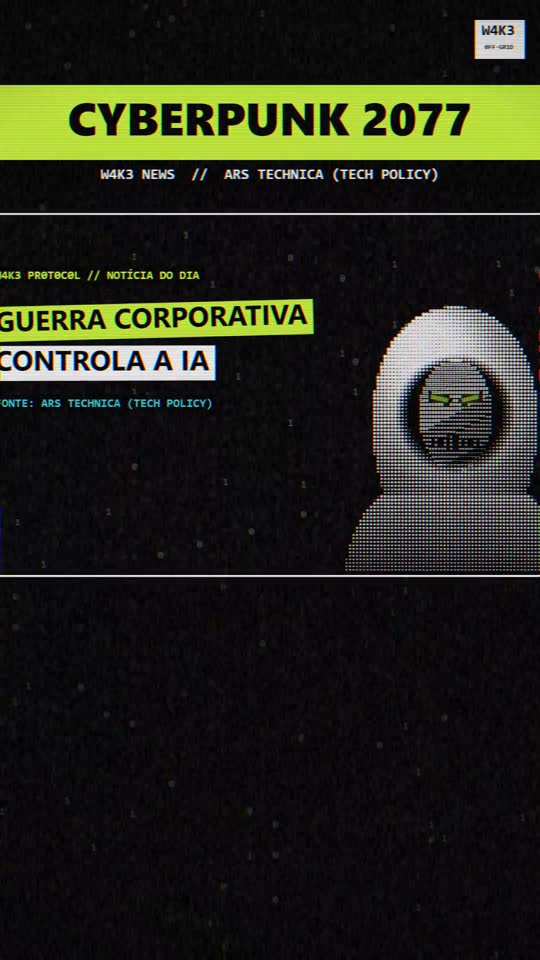 W4K3
OFF-GRID
CYBERPUNK 2077
W4K3 NEWS // ARS TECHNICA (TECH POLICY)
W4K3 PR0T0C0L // NOTÍCIA DO DIA
GUERRA CORPORATIVA
CONTROLA A IA
FONTE: ARS TECHNICA (TECH POLICY)